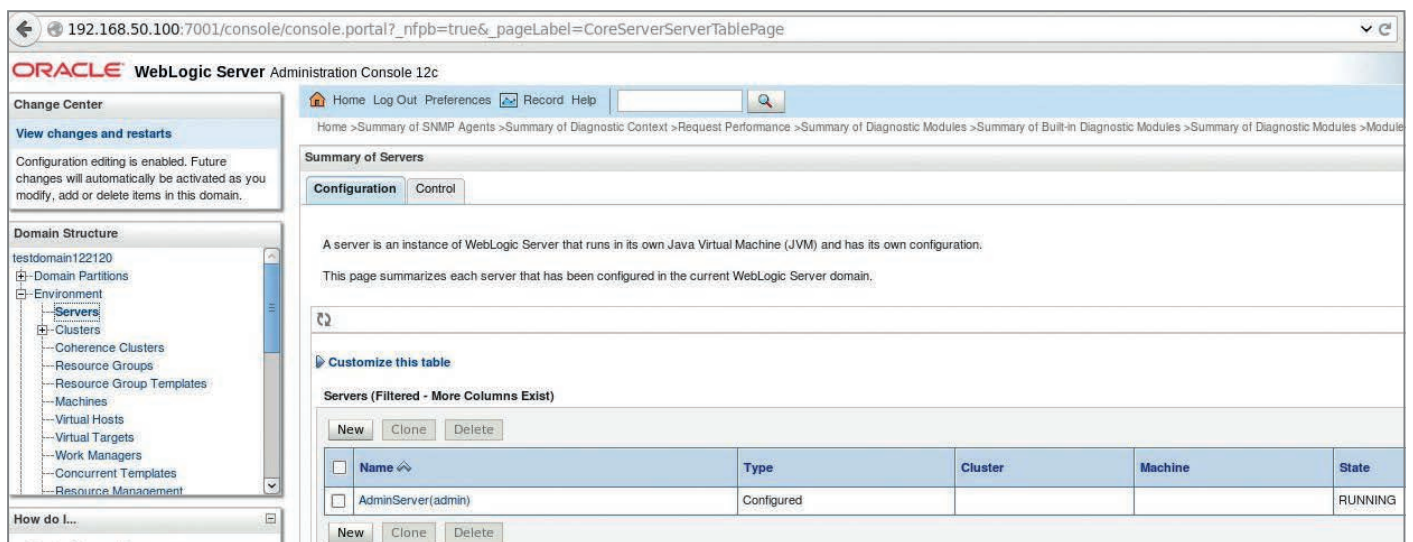 192.168.50.100:7001/console/console.portal?_nfpb=true&_pageLabel=CoreServerServerTablePage
ORACLE WebLogic Server Administration Console 12c
Change Center
View changes and restarts
Configuration editing is enabled. Future
changes will automatically be activated as you
modify, add or delete items in this domain.
Domain Structure
testdomain122120
Domain Partitions
Environment
Servers
Clusters
Coherence Clusters
Resource Groups
Resource Group Templates
Machines
Virtual Hosts
Virtual Targets
Work Managers
Concurrent Templates
Resource Management
How do I...
Home Log Out Preferences Record Help
Home >Summary of SNMP Agents >Summary of Diagnostic Context >Request Performance >Summary of Diagnostic Modules >Summary of Built-in Diagnostic Modules >Summary of Diagnostic Modules >Module
Summary of Servers
Configuration Control
A server is an instance of WebLogic Server that runs in its own Java Virtual Machine (JVM) and has its own configuration.
This page summarizes each server that has been configured in the current WebLogic Server domain.
Customize this table
Servers (Filtered - More Columns Exist)
New Clone Delete
Name Type Cluster Machine State
AdminServer(admin) Configured RUNNING
New Clone Delete